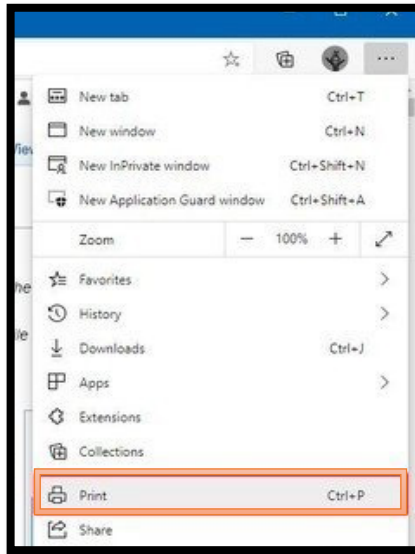 New tab Ctrl+T
New window Ctrl+N
New InPrivate window Ctrl+Shift+N
New Application Guard window Ctrl+Shift+A
Zoom — 100% +
he Favorites
History
Downloads Ctrl+J
Apps
Extensions
Collections
Print Ctrl+P
Share